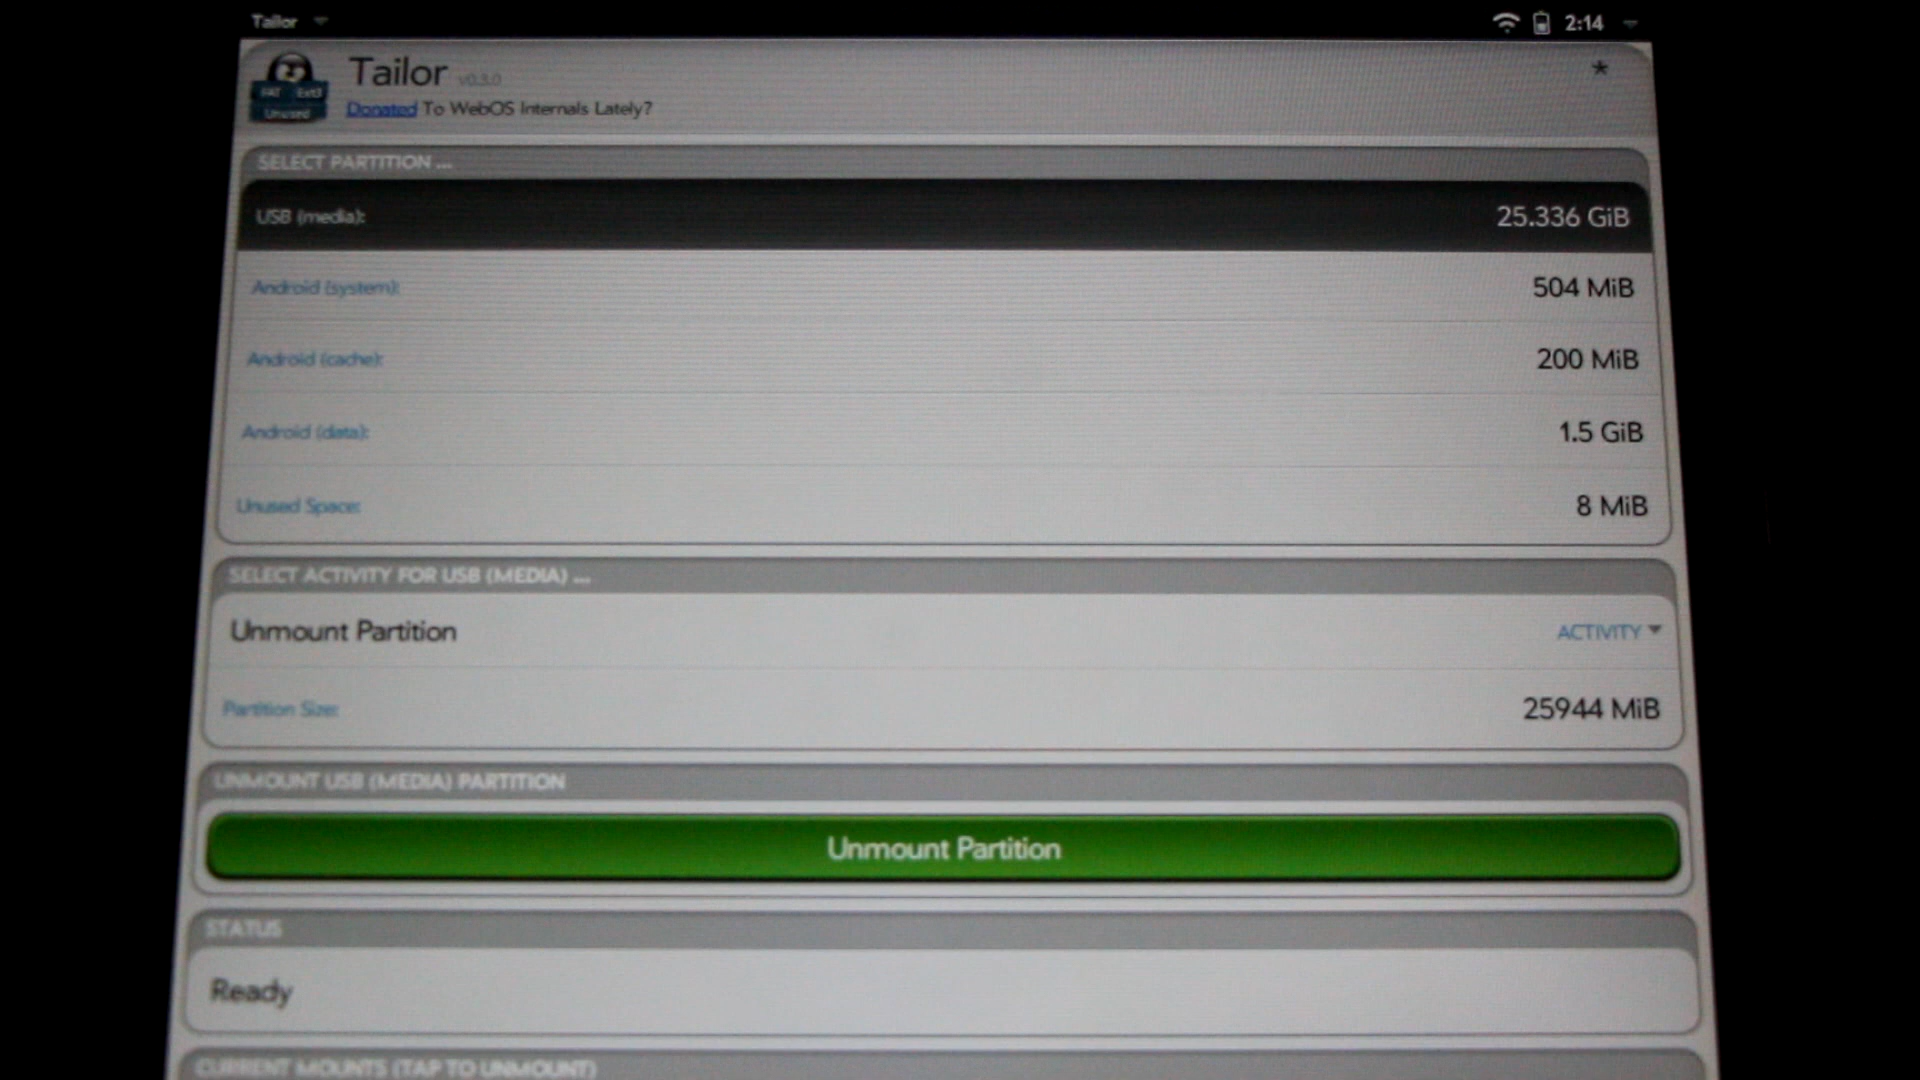 Tailor
2:14
FAT Ext3
Unused
Tailor v0.3.0
*
Donated To WebOS Internals Lately?
SELECT PARTITION ...
USB (media): 25.336 GiB
Android (system): 504 MiB
Android (cache): 200 MiB
Android (data): 1.5 GiB
Unused Space: 8 MiB
SELECT ACTIVITY FOR USB (MEDIA) ...
Unmount Partition ACTIVITY
Partition Size: 25944 MiB
UNMOUNT USB (MEDIA) PARTITION
Unmount Partition
STATUS
Ready
CURRENT MOUNTS (TAP TO UNMOUNT)